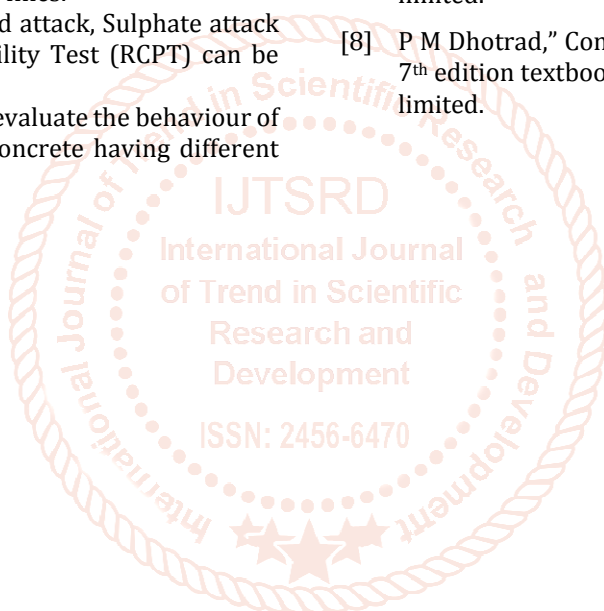 d attack, Sulphate attack
ility Test (RCPT) can be
evaluate the behaviour of
oncrete having different
limited.
[8] P M Dhotrad," Con
7th edition textboo
limited.
International Journal of Trend in Scientific Research and Development
IJTSRD
International Journal
of Trend in Scientific
Research and
Development
ISSN: 2456-6470